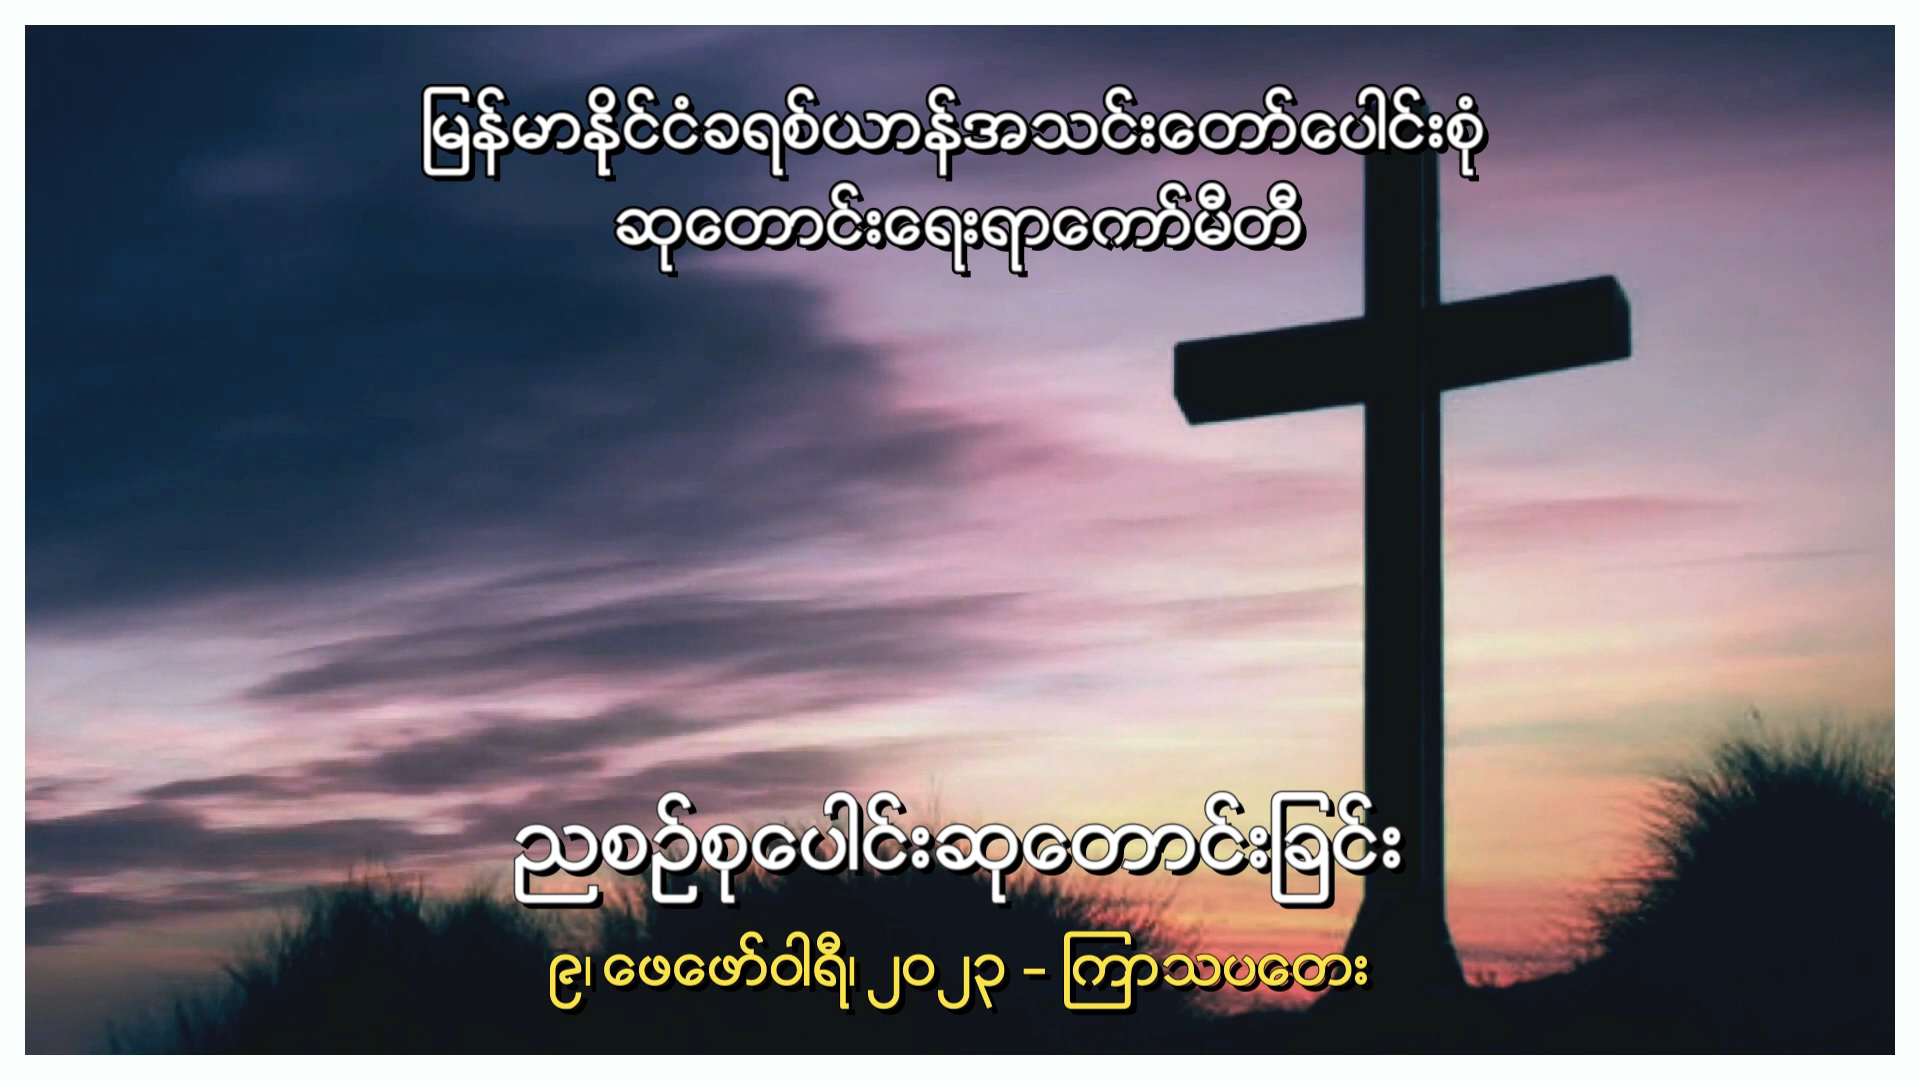 မြန်မာနိုင်ငံခရစ်ယာန်အသင်းတော်ပေါင်းစုံ
ဆုတောင်းရေးရာကော်မီတီ
ညစဉ်စုပေါင်းဆုတောင်းခြင်း
၉၊ ဖေဖော်ဝါရီ၊ ၂၀၂၃ - ကြာသပတေး